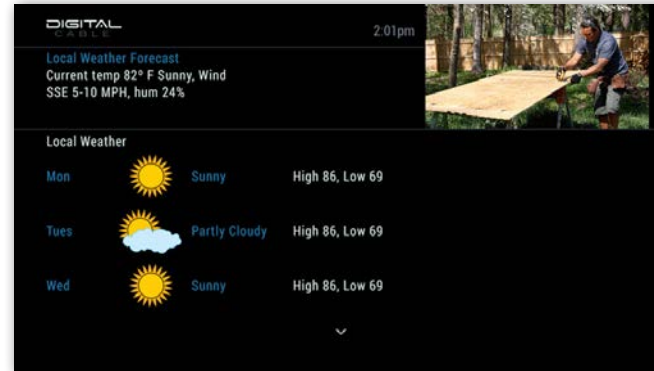 DIGITAL
CABLE
2:01pm
Local Weather Forecast
Current temp 82º F Sunny, Wind
SSE 5-10 MPH, hum 24%
Local Weather
Mon Sunny High 86, Low 69
Tues Partly Cloudy High 86, Low 69
Wed Sunny High 86, Low 69